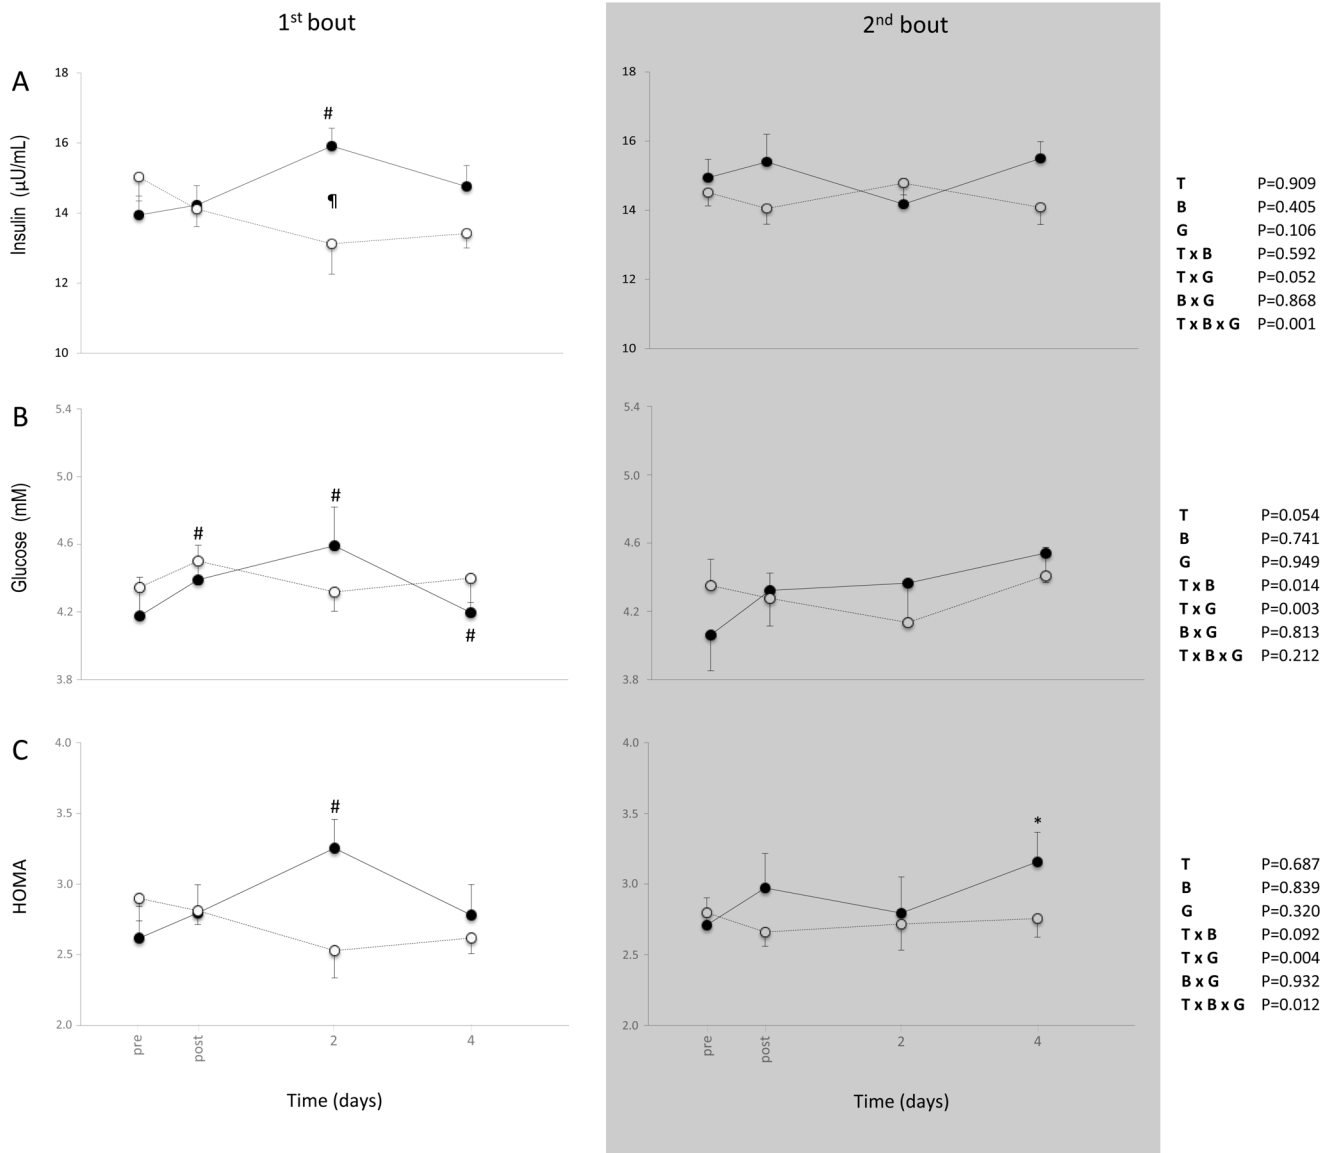 1st bout
2nd bout
A
Insulin (μU/mL)
18
16
14
12
10
#
¶
18
16
14
12
10
T P=0.909
B P=0.405
G P=0.106
T x B P=0.592
T x G P=0.052
B x G P=0.868
T x B x G P=0.001
B
Glucose (mM)
5.4
5.0
4.6
4.2
3.8
#
#
#
5.4
5.0
4.6
4.2
3.8
T P=0.054
B P=0.741
G P=0.949
T x B P=0.014
T x G P=0.003
B x G P=0.813
T x B x G P=0.212
C
HOMA
4.0
3.5
3.0
2.5
2.0
#
pre post 2 4
Time (days)
4.0
3.5
3.0
2.5
2.0
*
pre post 2 4
Time (days)
T P=0.687
B P=0.839
G P=0.320
T x B P=0.092
T x G P=0.004
B x G P=0.932
T x B x G P=0.012